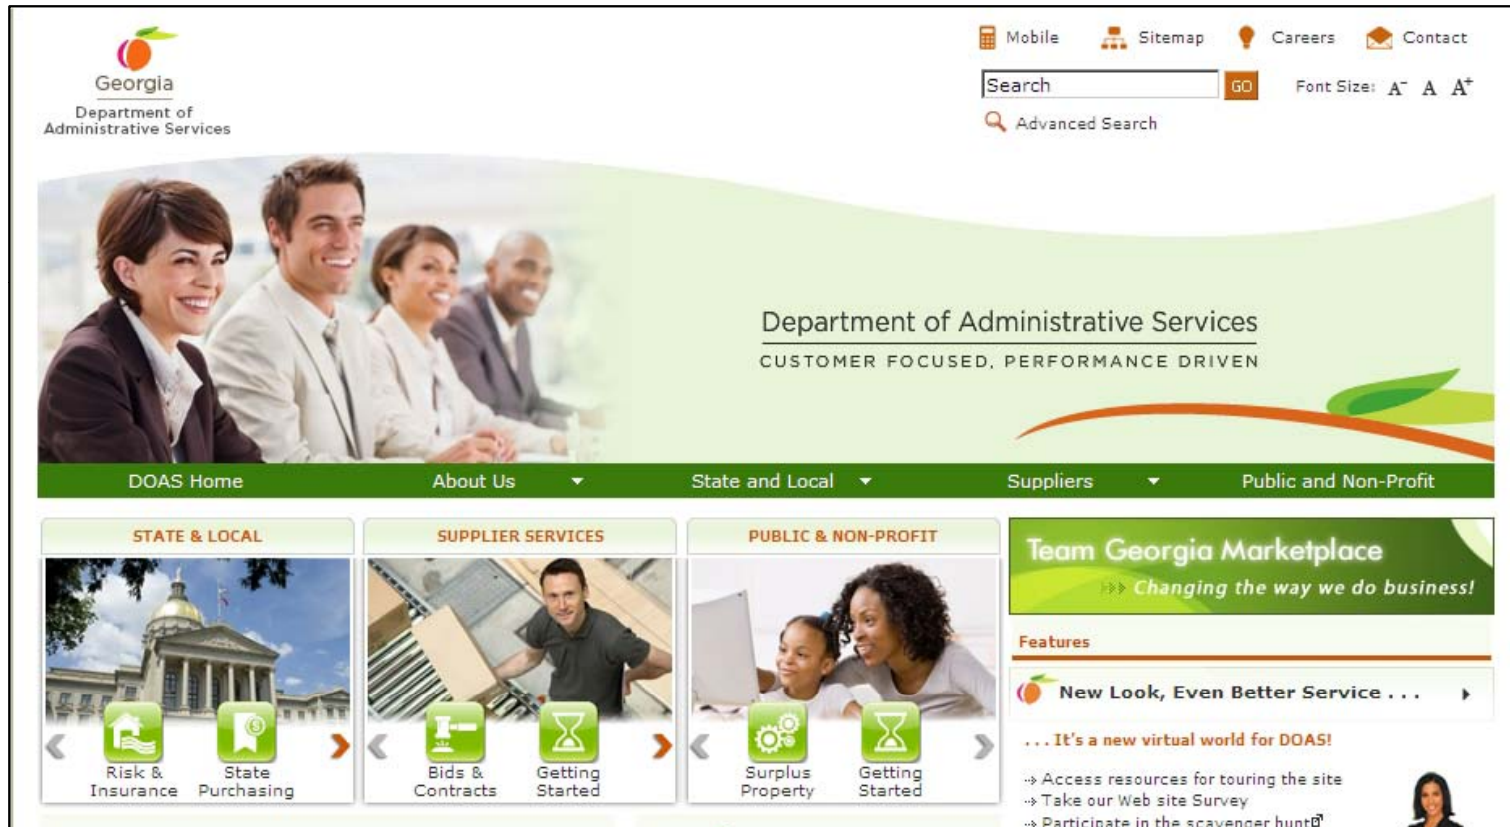 Georgia
Department of
Administrative Services
Mobile
Sitemap
Careers
Contact
Search
GO
Font Size: A- A A+
Advanced Search
Department of Administrative Services
CUSTOMER FOCUSED, PERFORMANCE DRIVEN
DOAS Home
About Us
State and Local
Suppliers
Public and Non-Profit
STATE & LOCAL
Risk &
Insurance
State
Purchasing
SUPPLIER SERVICES
Bids &
Contracts
Getting
Started
PUBLIC & NON-PROFIT
Surplus
Property
Getting
Started
Team Georgia Marketplace
Changing the way we do business!
Features
New Look, Even Better Service . . .
. . . It's a new virtual world for DOAS!
Access resources for touring the site
Take our Web site Survey
Participate in the scavenger hunt